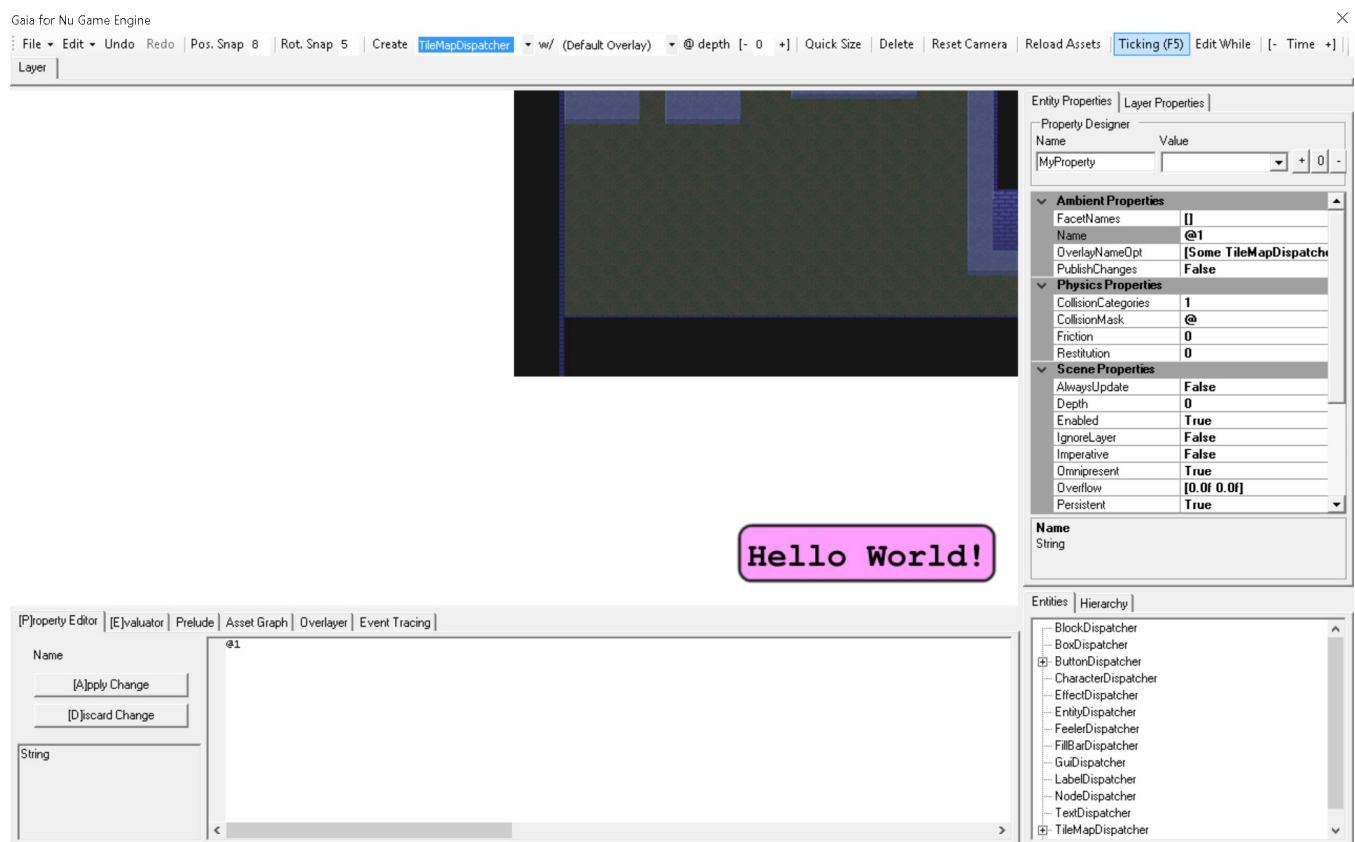 Gaia for Nu Game Engine
File Edit Undo Redo Pos. Snap 8 Rot. Snap 5 Create TileMapDispatcher w/ (Default Overlay) @ depth [- 0 +] Quick Size Delete Reset Camera Reload Assets Ticking (F5) Edit While [- Time +]
Layer
Entity Properties Layer Properties
Property Designer
Name Value
MyProperty + 0 -
Ambient Properties
FacetNames []
Name @1
OverlayNameOpt [Some TileMapDispatche
PublishChanges False
Physics Properties
CollisionCategories 1
CollisionMask @
Friction 0
Restitution 0
Scene Properties
AlwaysUpdate False
Depth 0
Enabled True
IgnoreLayer False
Imperative False
Omnipresent True
Overflow [0.0f 0.0f]
Persistent True
Name
String
Hello World!
[P]roperty Editor [E]valuator Prelude Asset Graph Overlayer Event Tracing
Name
[A]pply Change
[D]iscard Change
String
@1
Entities Hierarchy
BlockDispatcher
BoxDispatcher
ButtonDispatcher
CharacterDispatcher
EffectDispatcher
EntityDispatcher
FeelerDispatcher
FillBarDispatcher
GuiDispatcher
LabelDispatcher
NodeDispatcher
TextDispatcher
TileMapDispatcher